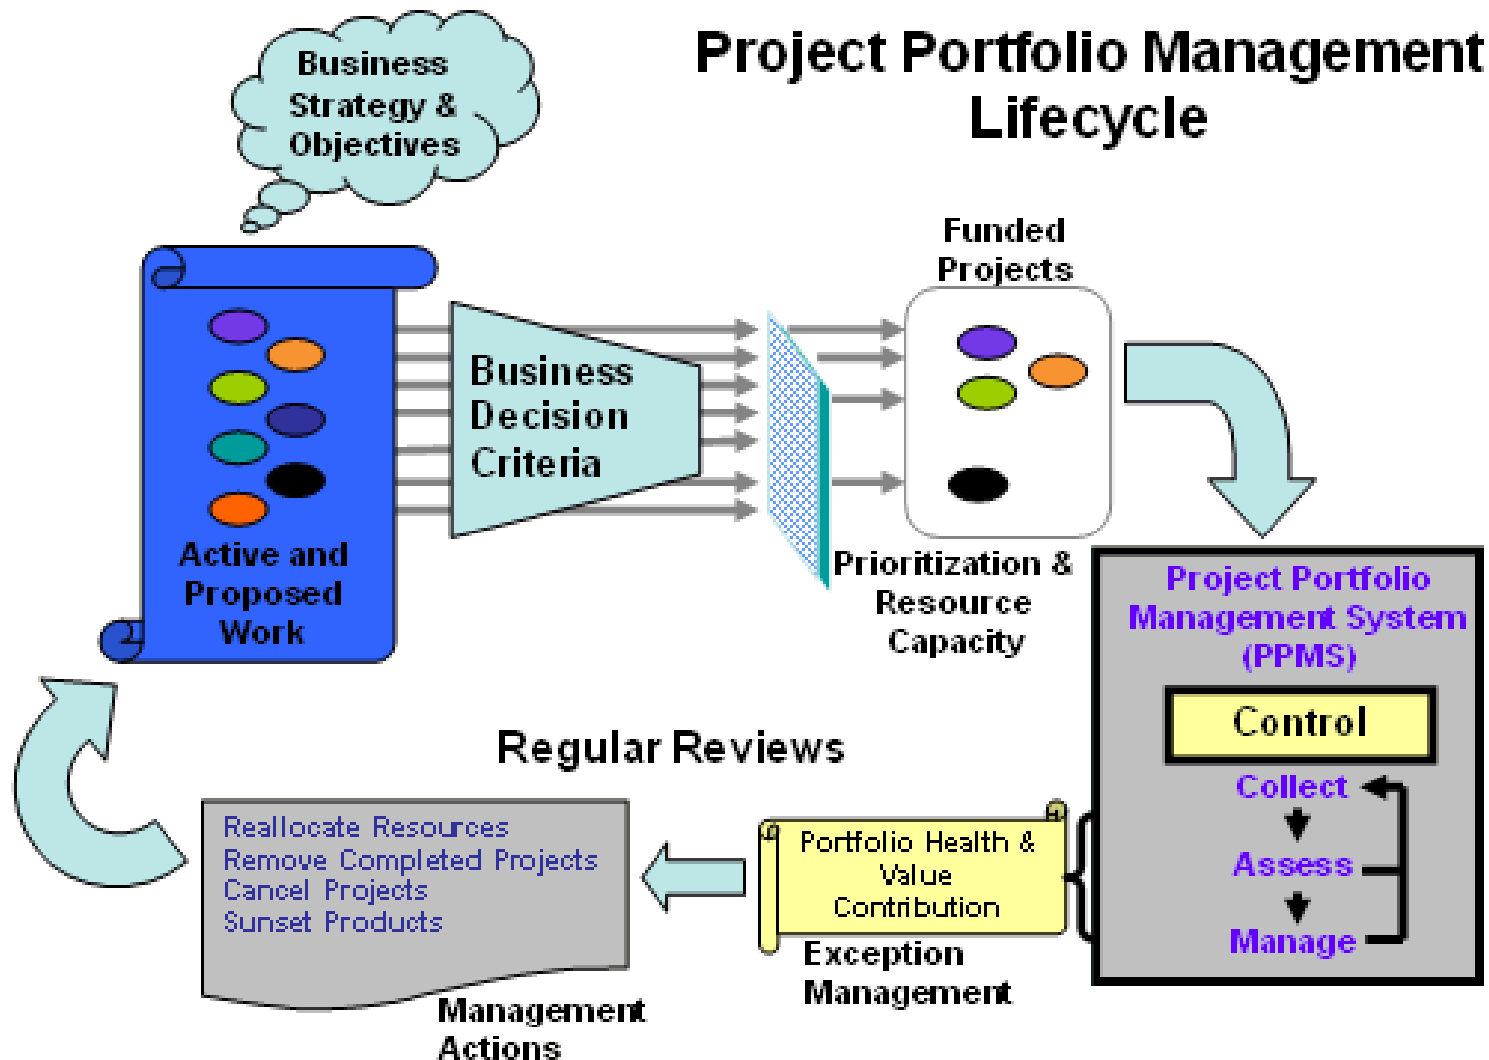 Project Portfolio Management
Lifecycle
Business
Strategy &
Objectives
Active and
Proposed
Work
Business
Decision
Criteria
Funded
Projects
Prioritization &
Resource
Capacity
Project Portfolio
Management System
(PPMS)
Control
Collect
Assess
Manage
Regular Reviews
Portfolio Health &
Value
Contribution
Exception
Management
Reallocate Resources
Remove Completed Projects
Cancel Projects
Sunset Products
Management
Actions